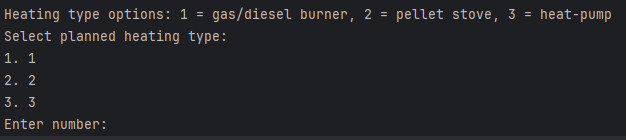 Heating type options: 1 = gas/diesel burner, 2 = pellet stove, 3 = heat-pump
Select planned heating type:
1. 1
2. 2
3. 3
Enter number: